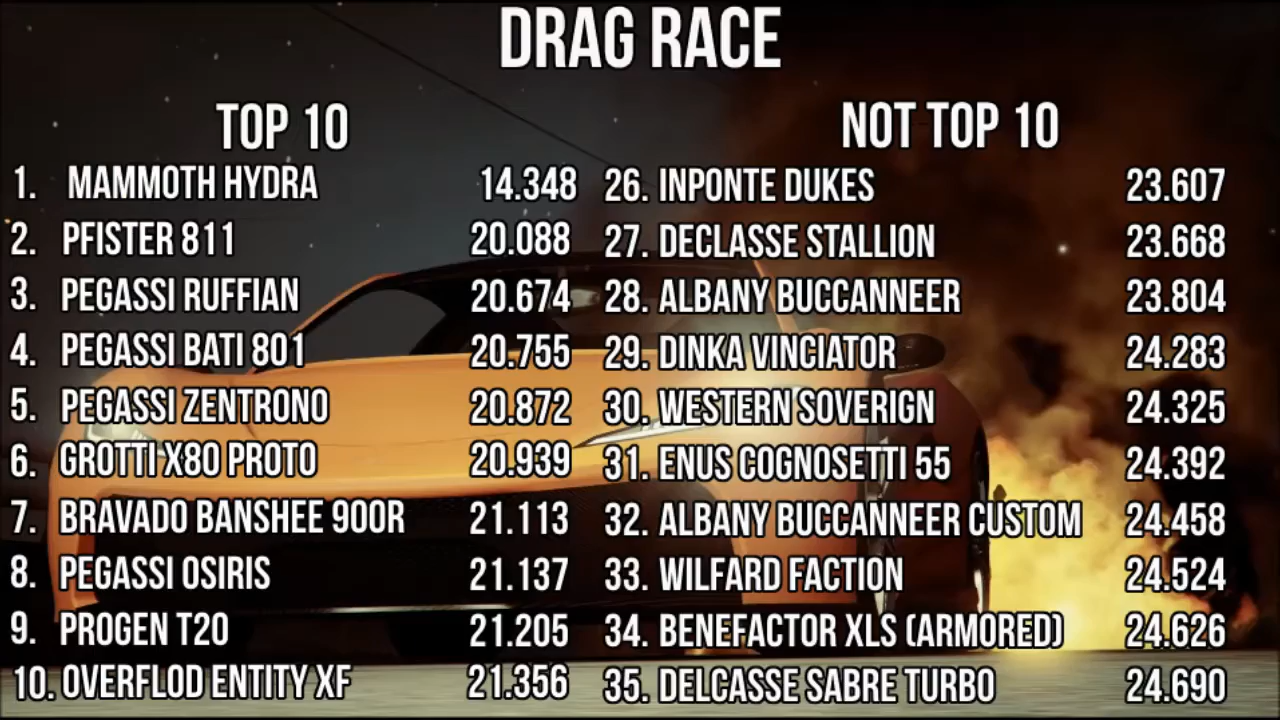 DRAG RACE
TOP 10
1. MAMMOTH HYDRA 14.348
2. PFISTER 811 20.088
3. PEGASSI RUFFIAN 20.674
4. PEGASSI BATI 801 20.755
5. PEGASSI ZENTRONO 20.872
6. GROTTI X80 PROTO 20.939
7. BRAVADO BANSHEE 900R 21.113
8. PEGASSI OSIRIS 21.137
9. PROGEN T20 21.205
10. OVERFLOD ENTITY XF 21.356
NOT TOP 10
26. INPONTE DUKES 23.607
27. DECLASSE STALLION 23.668
28. ALBANY BUCCANNEER 23.804
29. DINKA VINCIATOR 24.283
30. WESTERN SOVERIGN 24.325
31. ENUS COGNOSETTI 55 24.392
32. ALBANY BUCCANNEER CUSTOM 24.458
33. WILFARD FACTION 24.524
34. BENEFACTOR XLS (ARMORED) 24.626
35. DELCASSE SABRE TURBO 24.690